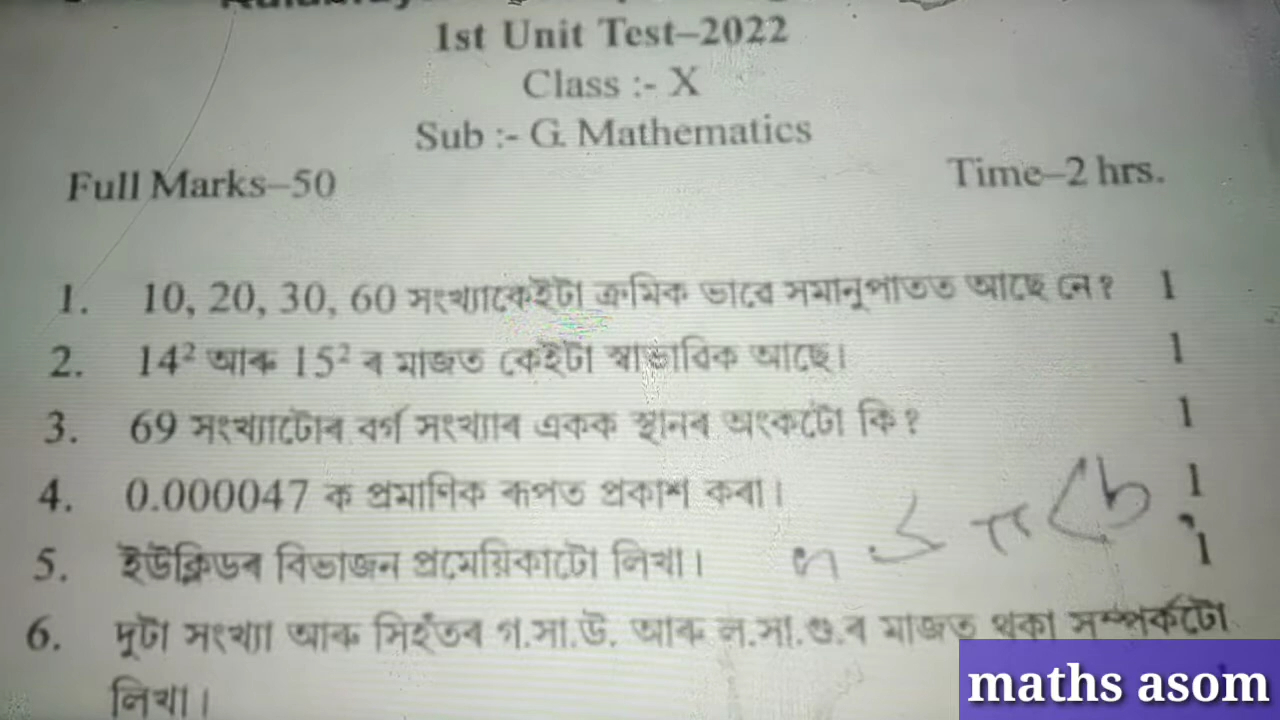 1st Unit Test–2022
Class :- X
Sub :- G. Mathematics
Full Marks–50 Time–2 hrs.
1. 10, 20, 30, 60 সংখ্যাকেইটা ক্ৰমিক ভাবে সমানুপাতত আছে নে? 1
2. 14² আৰু 15² ৰ মাজত কেইটা স্বাভাবিক আছে। 1
3. 69 সংখ্যাটোৰ বৰ্গ সংখ্যাৰ একক স্থানৰ অংকটো কি? 1
4. 0.000047 ক প্ৰমাণিক ৰূপত প্ৰকাশ কৰা। 1
5. ইউক্লিডৰ বিভাজন প্ৰমেয়িকাটো লিখা। 1
6. দুটা সংখ্যা আৰু সিহঁতৰ গ.সা.উ. আৰু ল.সা.গু.ৰ মাজত থকা সম্পৰ্কটো
লিখা।
maths asom